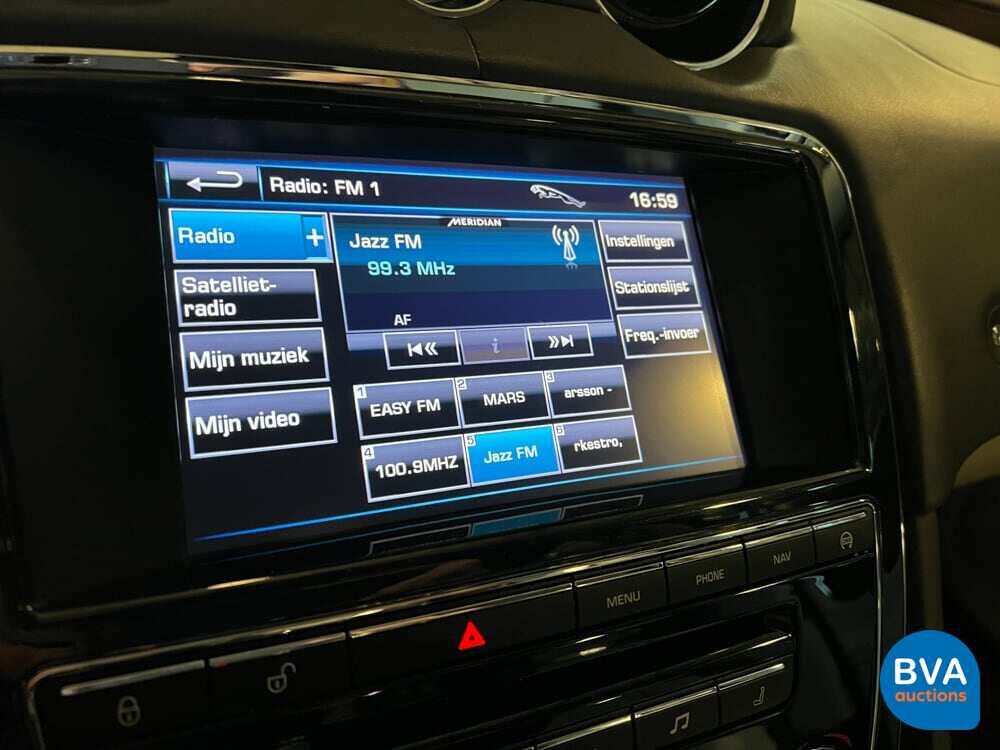 Radio: FM 1
16:59
Radio +
MERIDIAN
Jazz FM
99.3 MHz
AF
Instellingen
Stationslijst
Freq.-invoer
Satelliet-
radio
Mijn muziek
Mijn video
i
1 EASY FM
2 MARS
3 arsson -
4 100.9MHZ
5 Jazz FM
6 rkestro,
MENU
PHONE
NAV
BVA
auctions